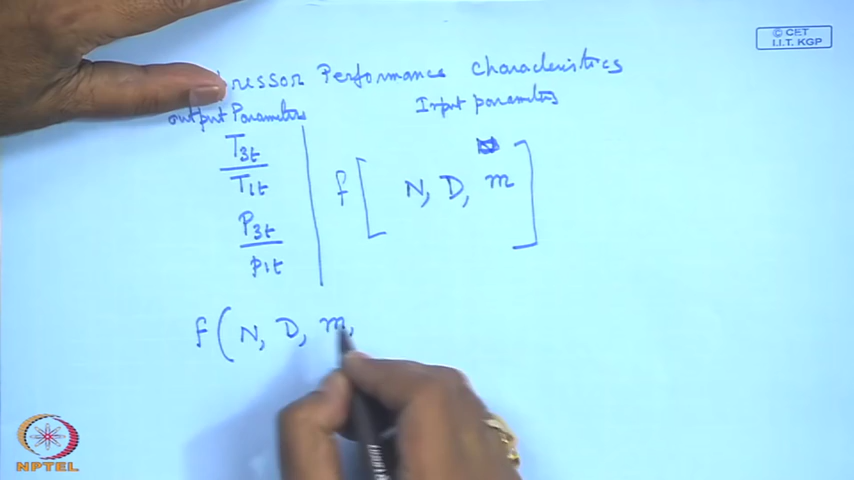 © CET
I.I.T. KGP
Performance Characteristics
output Parameters
Input parameters
T3t
T1t
f [ N, D, m ]
P3t
P1t
f ( N, D, m,
NPTEL